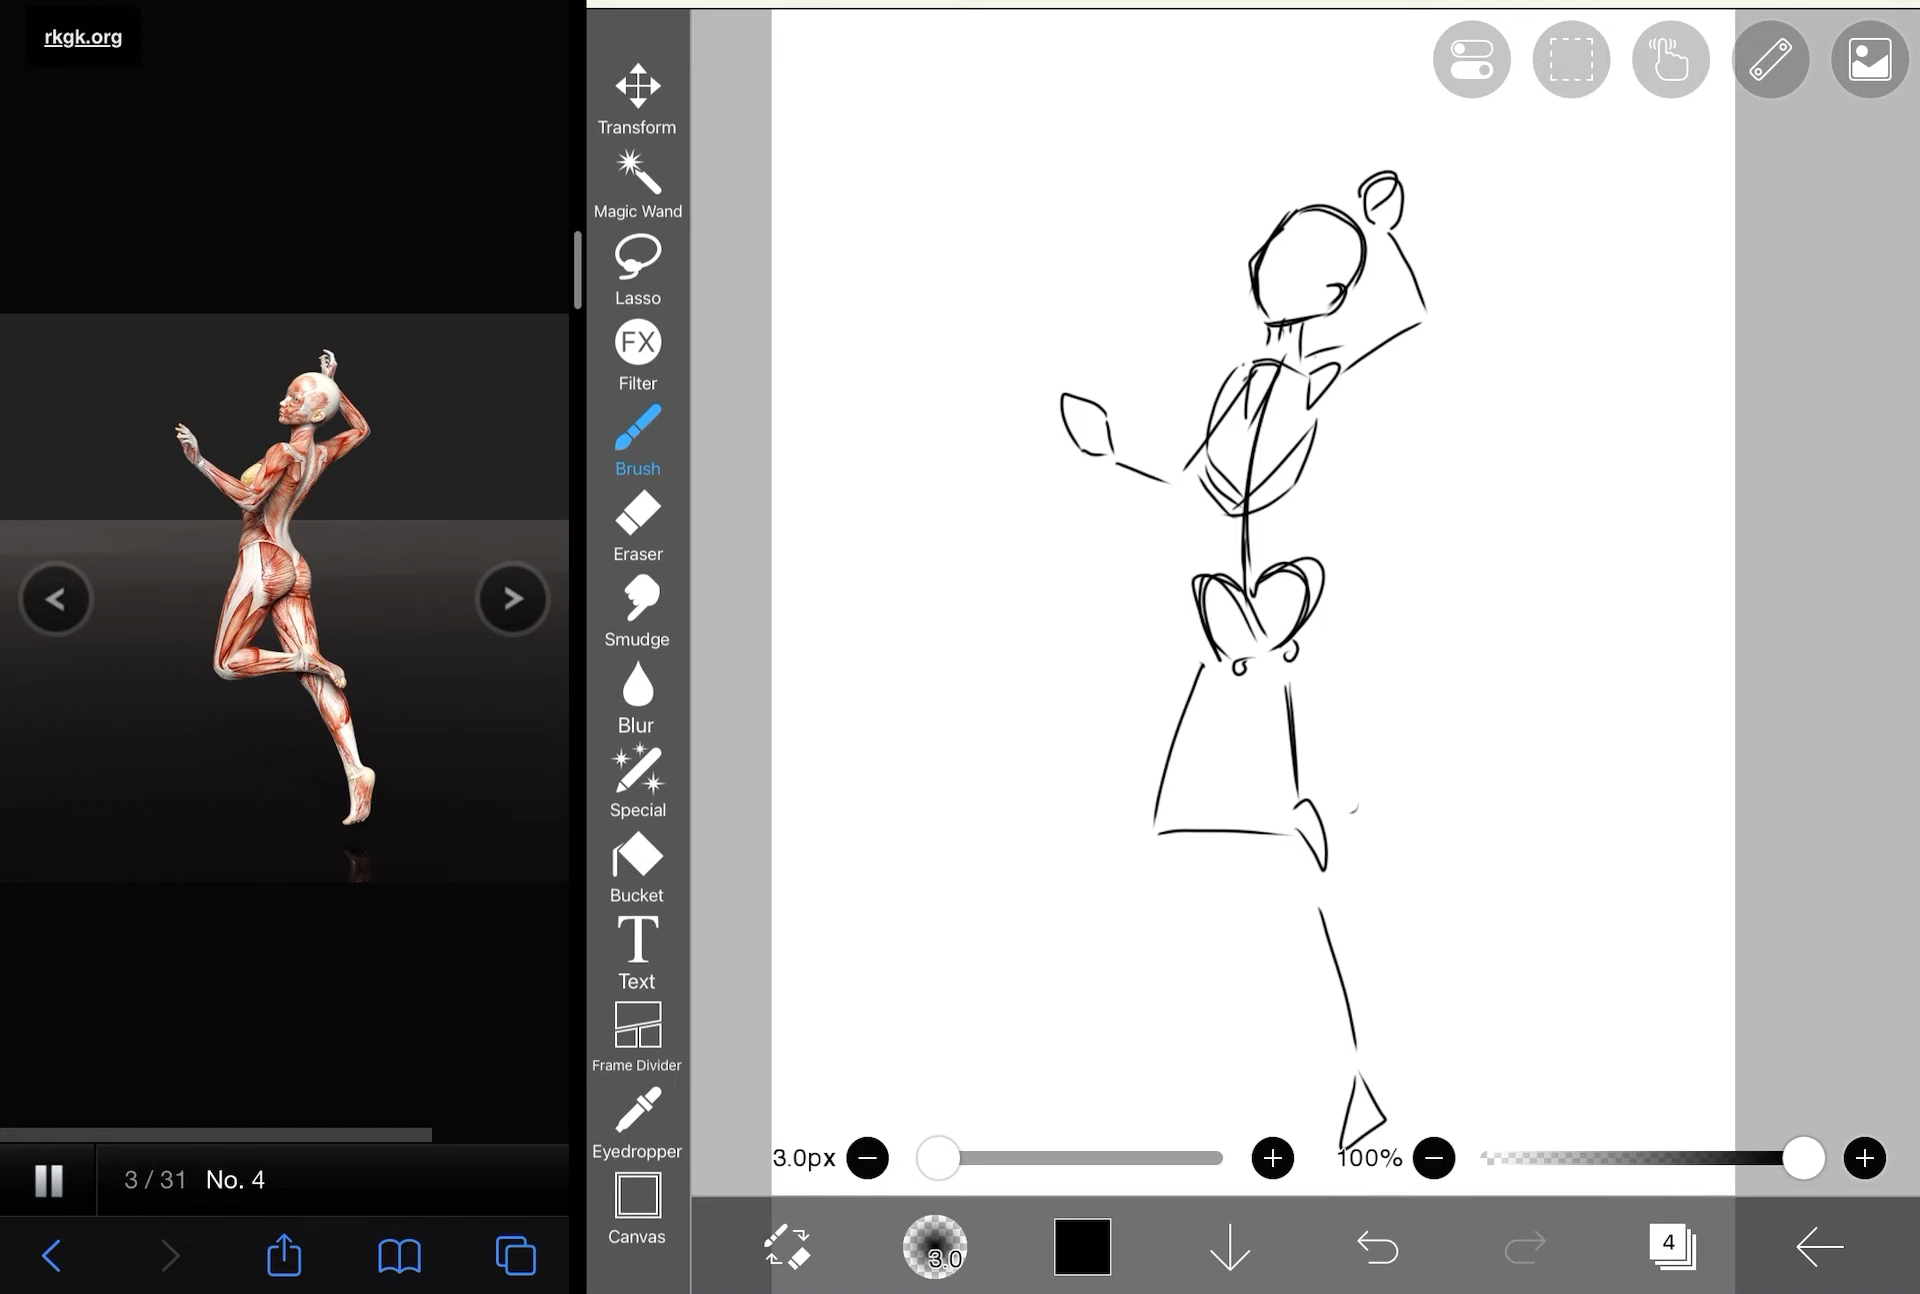 rkgk.org
Transform
Magic Wand
Lasso
FX
Filter
Brush
Eraser
Smudge
Blur
Special
Bucket
T
Text
Frame Divider
Eyedropper
Canvas
3.0px
100%
3 / 31 No. 4
3.0
4